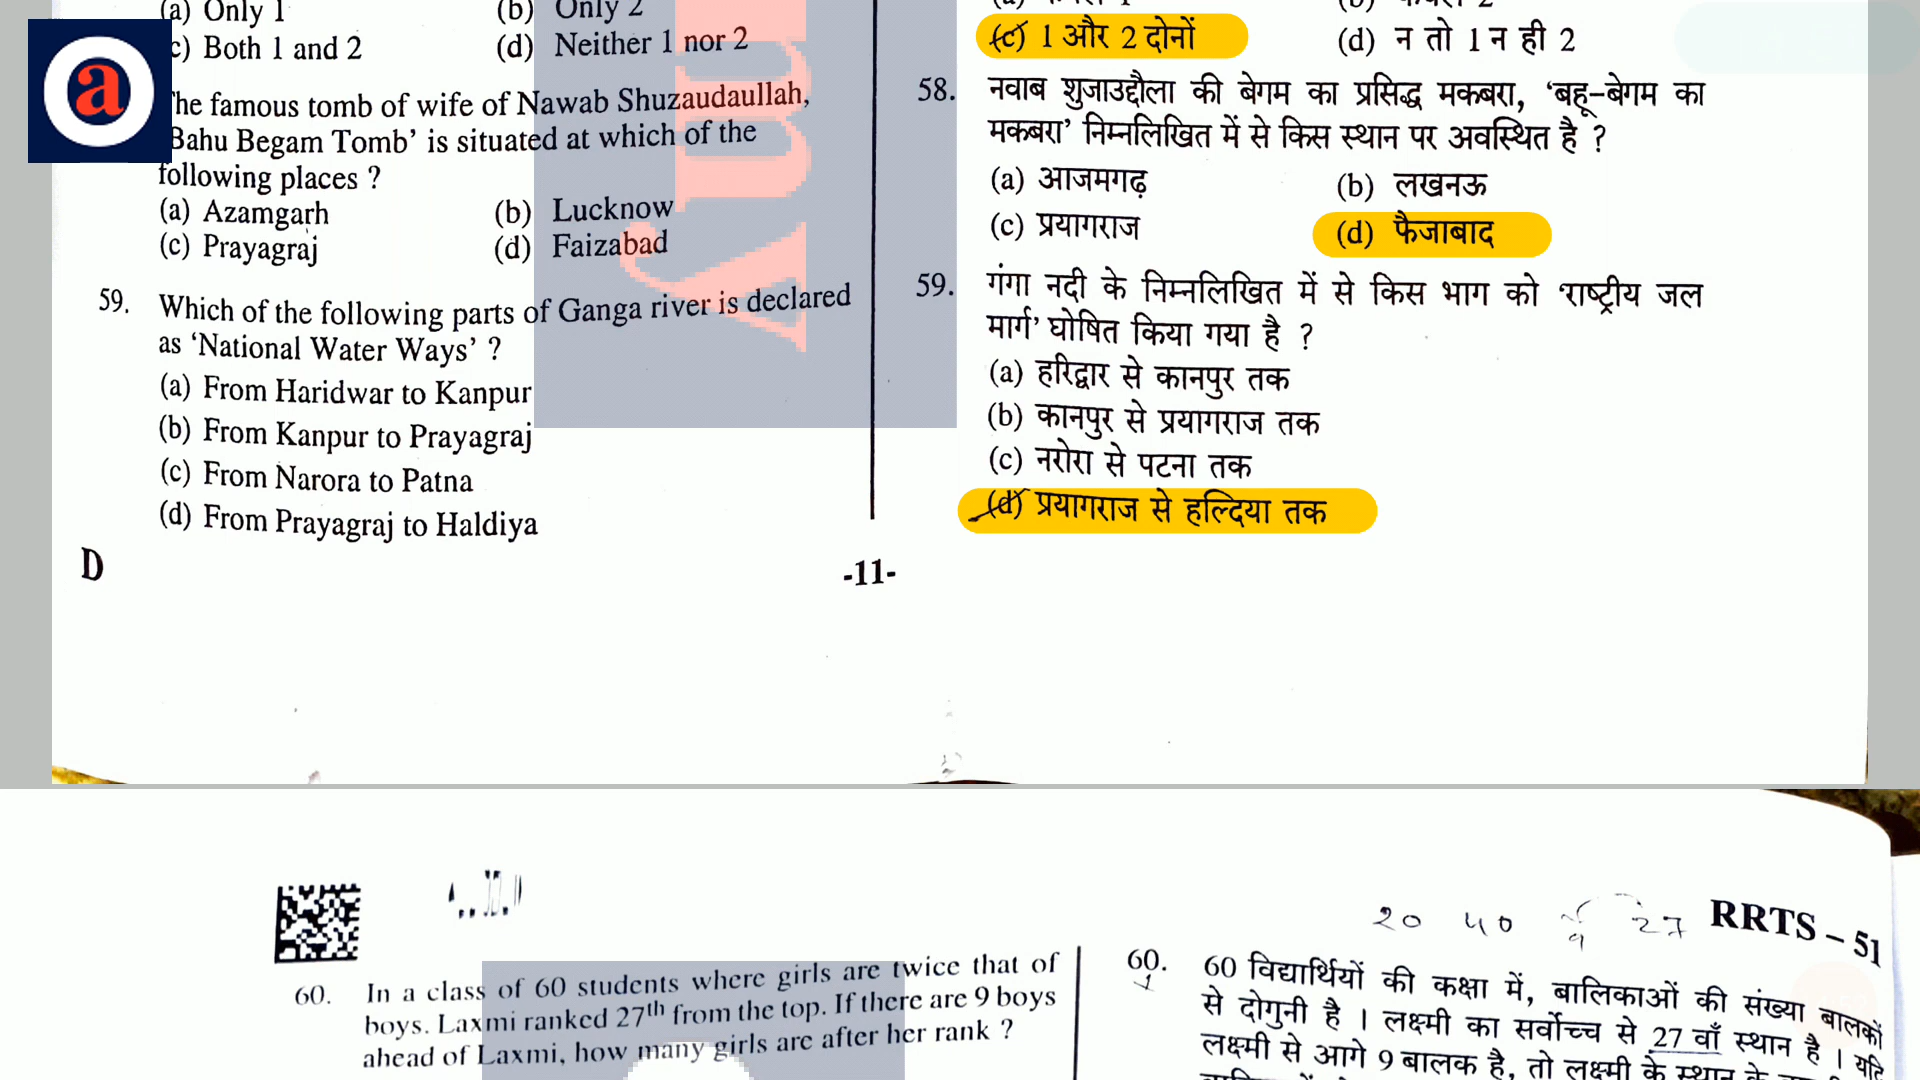 (a) Only 1 (b) Only 2
c) Both 1 and 2 (d) Neither 1 nor 2
he famous tomb of wife of Nawab Shuzaudaullah,
Bahu Begam Tomb’ is situated at which of the
following places ?
(a) Azamgarh (b) Lucknow
(c) Prayagraj (d) Faizabad
59. Which of the following parts of Ganga river is declared
as ‘National Water Ways’ ?
(a) From Haridwar to Kanpur
(b) From Kanpur to Prayagraj
(c) From Narora to Patna
(d) From Prayagraj to Haldiya
(c) 1 और 2 दोनों (d) न तो 1 न ही 2
58. नवाब शुजाउद्दौला की बेगम का प्रसिद्ध मकबरा, ‘बहू-बेगम का
मकबरा’ निम्नलिखित में से किस स्थान पर अवस्थित है ?
(a) आजमगढ़ (b) लखनऊ
(c) प्रयागराज (d) फैजाबाद
59. गंगा नदी के निम्नलिखित में से किस भाग को ‘राष्ट्रीय जल
मार्ग’ घोषित किया गया है ?
(a) हरिद्वार से कानपुर तक
(b) कानपुर से प्रयागराज तक
(c) नरोरा से पटना तक
(d) प्रयागराज से हल्दिया तक
D -11-
20 40 9 27 RRTS – 51
60. In a class of 60 students where girls are twice that of
boys. Laxmi ranked 27th from the top. If there are 9 boys
ahead of Laxmi, how many girls are after her rank ?
60. 60 विद्यार्थियों की कक्षा में, बालिकाओं की संख्या बालकों
से दोगुनी है । लक्ष्मी का सर्वोच्च से 27 वाँ स्थान है । यदि
लक्ष्मी से आगे 9 बालक है, तो लक्ष्मी के स्थान के
a
my